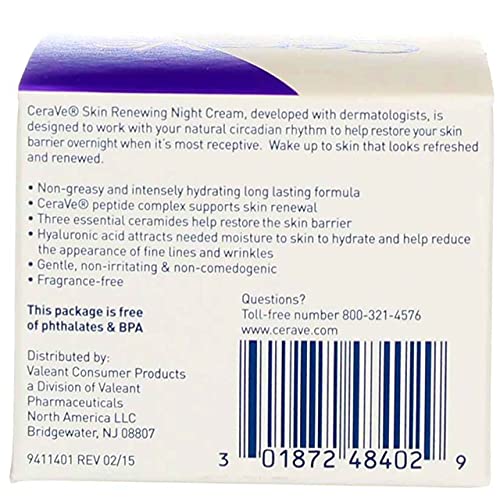 CeraVe® Skin Renewing Night Cream, developed with dermatologists, is
designed to work with your natural circadian rhythm to help restore your skin
barrier overnight when it's most receptive. Wake up to skin that looks refreshed
and renewed.
• Non-greasy and intensely hydrating long lasting formula
• CeraVe® peptide complex supports skin renewal
• Three essential ceramides help restore the skin barrier
• Hyaluronic acid attracts needed moisture to skin to hydrate and help reduce
the appearance of fine lines and wrinkles
• Gentle, non-irritating & non-comedogenic
• Fragrance-free
This package is free
of phthalates & BPA
Questions?
Toll-free number 800-321-4576
www.cerave.com
Distributed by:
Valeant Consumer Products
a Division of Valeant
Pharmaceuticals
North America LLC
Bridgewater, NJ 08807
9411401 REV 02/15
3 01872 48402 9